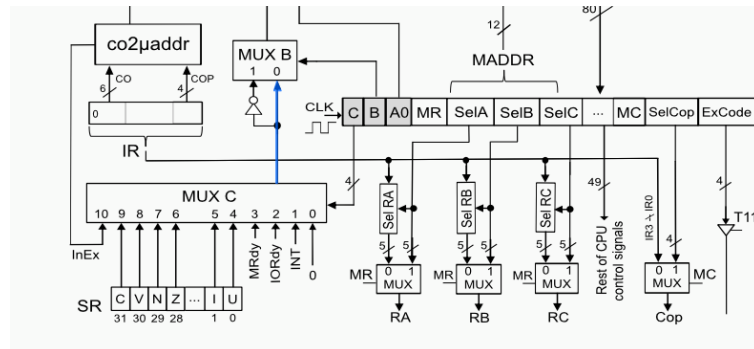 80
12
co2μaddr
MUX B
1 0
MADDR
6 CO
4 COP
CLK
C B A0 MR SelA SelB SelC ... MC SelCop ExCode
0
IR
MUX C
10 9 8 7 6 5 4 3 2 1 0
4
Sel RA
Sel RB
Sel RC
49
IR3 - IR0
4
4
T11
5 5 5 5 5 5
InEx
MRdy
IORdy
INT
0
Rest of CPU
control signals
MR 0 1 MUX
MR 0 1 MUX
MR 0 1 MUX
0 1 MUX MC
SR C V N Z ... I U
31 30 29 28 1 0
RA RB RC Cop